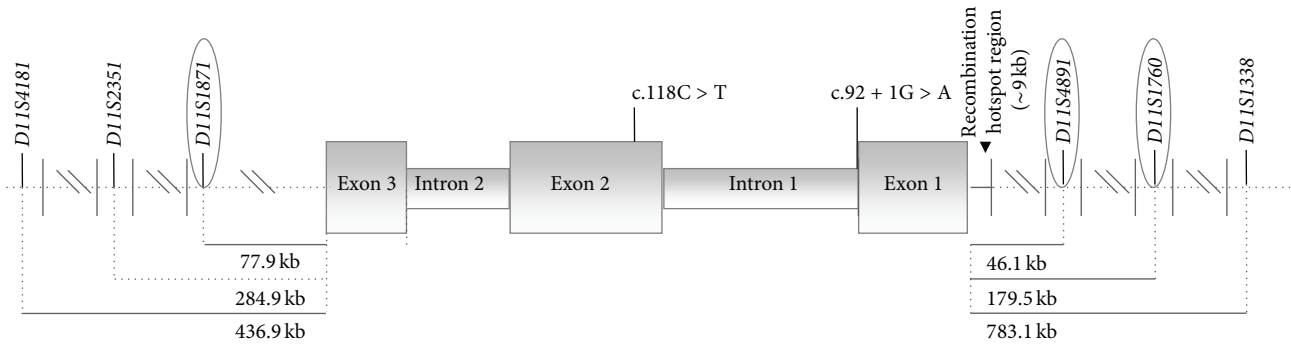 D11S4181
D11S2351
D11S1871
c.118C > T
c.92 + 1G > A
Recombination
hotspot region
(~9 kb)
D11S4891
D11S1760
D11S1338
Exon 3
Intron 2
Exon 2
Intron 1
Exon 1
77.9 kb
284.9 kb
436.9 kb
46.1 kb
179.5 kb
783.1 kb